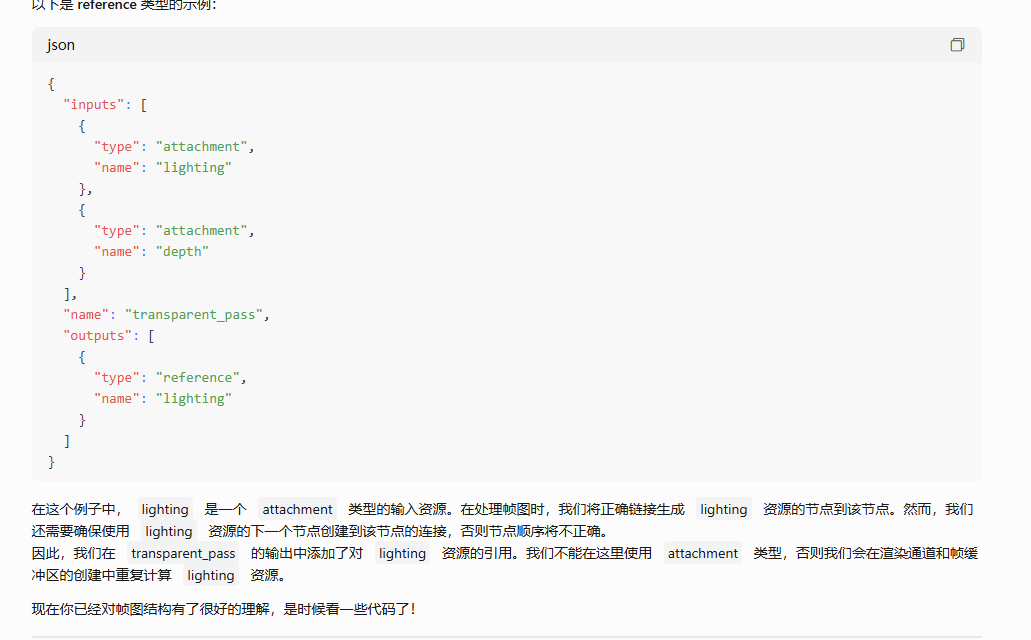 以下是 reference 类型的示例：
json
{
  "inputs": [
    {
      "type": "attachment",
      "name": "lighting"
    },
    {
      "type": "attachment",
      "name": "depth"
    }
  ],
  "name": "transparent_pass",
  "outputs": [
    {
      "type": "reference",
      "name": "lighting"
    }
  ]
}
在这个例子中， lighting 是一个 attachment 类型的输入资源。在处理帧图时，我们将正确链接生成 lighting 资源的节点到该节点。然而，我们
还需要确保使用 lighting 资源的下一个节点创建到该节点的连接，否则节点顺序将不正确。
因此，我们在 transparent_pass 的输出中添加了对 lighting 资源的引用。我们不能在这里使用 attachment 类型，否则我们会在渲染通道和帧缓
冲区的创建中重复计算 lighting 资源。
现在你已经对帧图结构有了很好的理解，是时候看一些代码了！